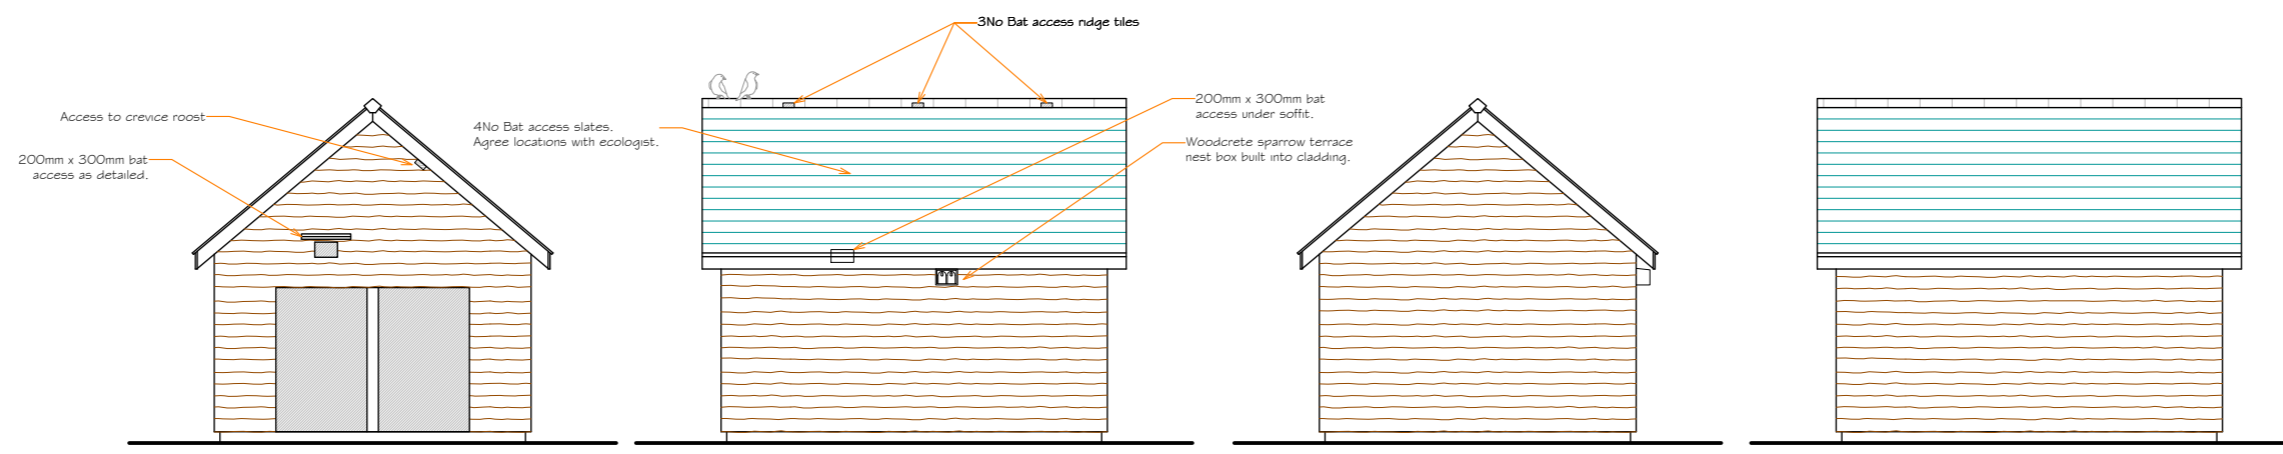 3No Bat access ridge tiles
Access to crevice roost
200mm x 300mm bat
access as detailed.
4No Bat access slates.
Agree locations with ecologist.
200mm x 300mm bat
access under soffit.
Woodcrete sparrow terrace
nest box built into cladding.